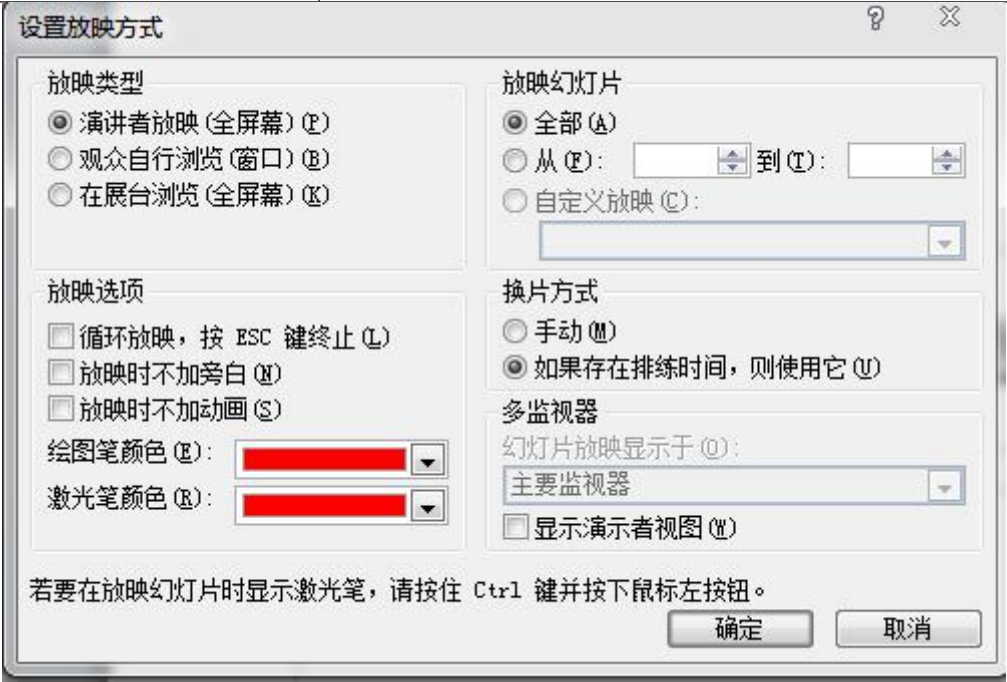 设置放映方式
放映类型
演讲者放映(全屏幕)(P)
观众自行浏览(窗口)(B)
在展台浏览(全屏幕)(K)
放映幻灯片
全部(A)
从(F): 到(T):
自定义放映(C):
放映选项
循环放映，按 ESC 键终止(L)
放映时不加旁白(N)
放映时不加动画(S)
绘图笔颜色(E):
激光笔颜色(R):
换片方式
手动(M)
如果存在排练时间，则使用它(U)
多监视器
幻灯片放映显示于(O):
主要监视器
显示演示者视图(W)
若要在放映幻灯片时显示激光笔，请按住 Ctrl 键并按下鼠标左按钮。
确定 取消